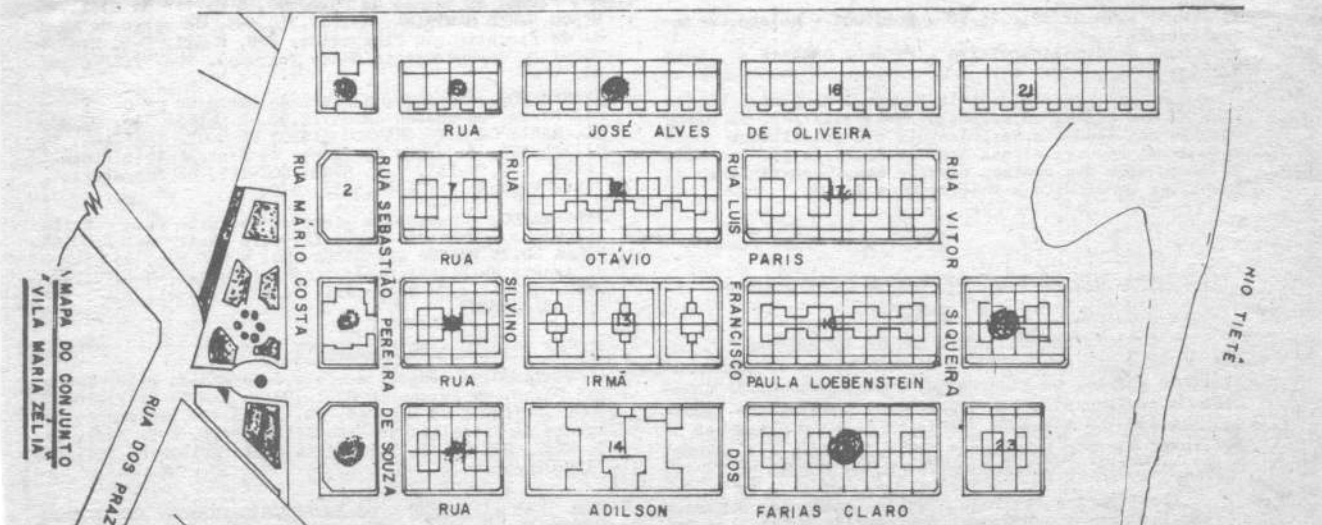 16
21
RUA JOSÉ ALVES DE OLIVEIRA
RUA MÁRIO COSTA
RUA SEBASTIÃO PEREIRA DE SOUZA
RUA SILVINO
RUA LUIS FRANCISCO DOS
RUA VITOR SIQUEIRA
2
7
17
RUA OTÁVIO PARIS
RIO TIETÊ
13
RUA IRMÃ PAULA LOEBENSTEIN
MAPA DO CONJUNTO
"VILA MARIA ZÉLIA"
RUA DOS PRAZ
14
23
RUA ADILSON FARIAS CLARO